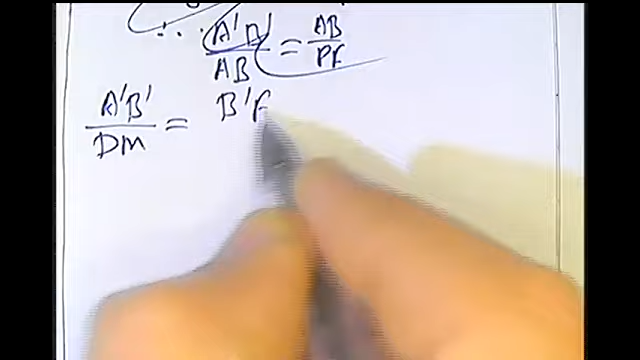 A'B'/AB = AB/PF
A'B'/DM = B'F